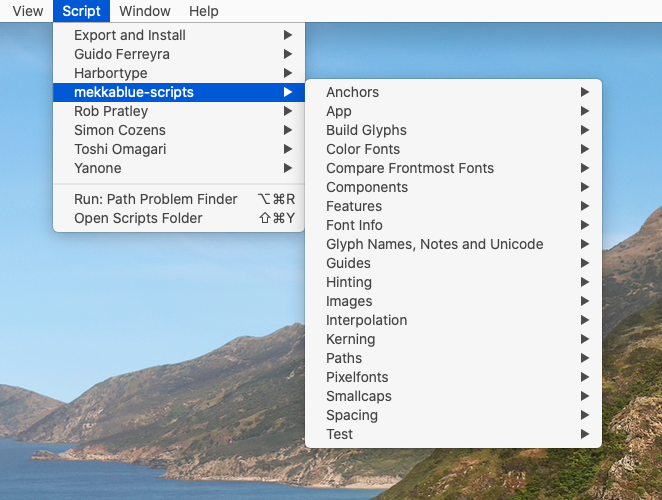 View Script Window Help
Export and Install
Guido Ferreyra
Harbortype
mekkablue-scripts
Rob Pratley
Simon Cozens
Toshi Omagari
Yanone
Run: Path Problem Finder ⌥⌘R
Open Scripts Folder ⇧⌘Y
Anchors
App
Build Glyphs
Color Fonts
Compare Frontmost Fonts
Components
Features
Font Info
Glyph Names, Notes and Unicode
Guides
Hinting
Images
Interpolation
Kerning
Paths
Pixelfonts
Smallcaps
Spacing
Test